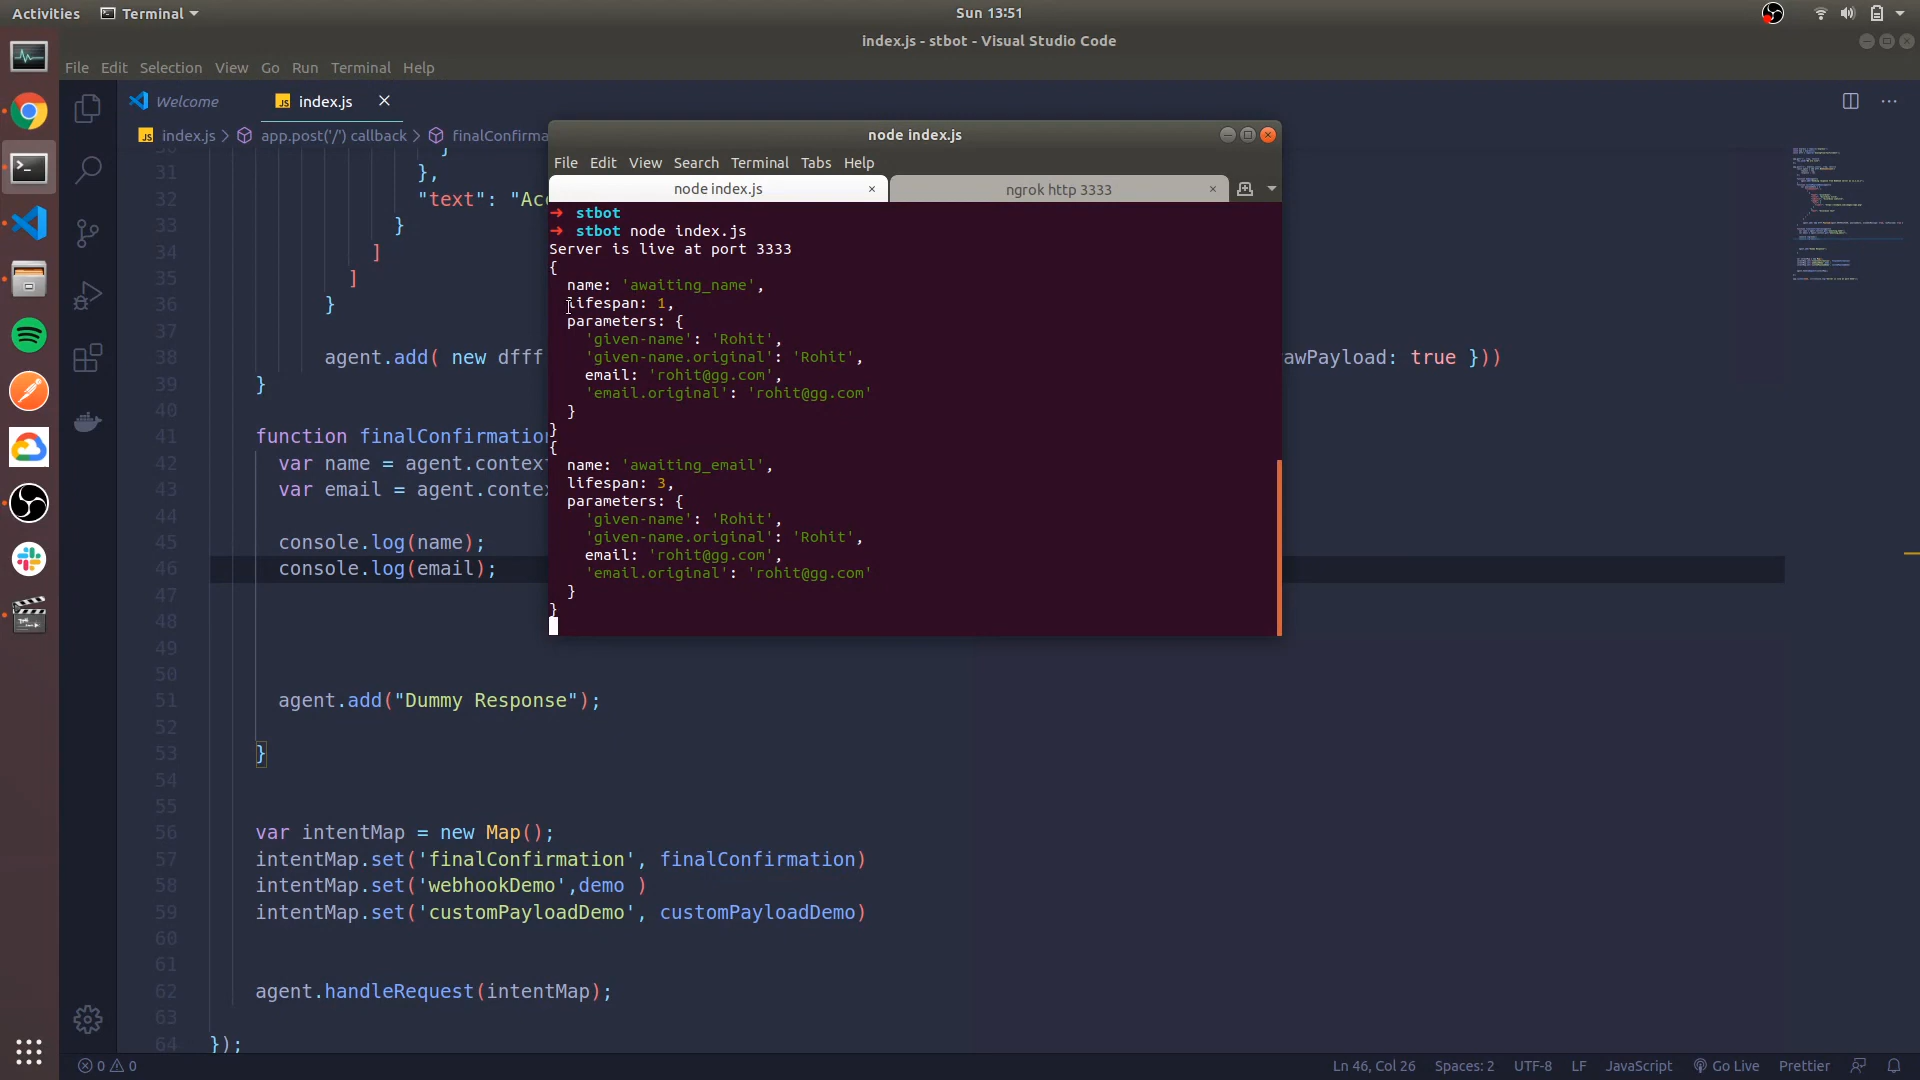 Activities Terminal Sun 13:51
index.js - stbot - Visual Studio Code
File Edit Selection View Go Run Terminal Help
Welcome index.js
index.js > app.post('/') callback > finalConfirma
31 },
32 "text": "Acc
33 }
34 ]
35 ]
36 }
37
38 agent.add( new dfff awPayload: true }))
39 }
40
41 function finalConfirmation
42 var name = agent.context
43 var email = agent.contex
44
45 console.log(name);
46 console.log(email);
47
48
49
50
51 agent.add("Dummy Response");
52
53 }
54
55
56 var intentMap = new Map();
57 intentMap.set('finalConfirmation', finalConfirmation)
58 intentMap.set('webhookDemo',demo )
59 intentMap.set('customPayloadDemo', customPayloadDemo)
60
61
62 agent.handleRequest(intentMap);
63
64 });
node index.js
File Edit View Search Terminal Tabs Help
node index.js × ngrok http 3333 ×
➜ stbot
➜ stbot node index.js
Server is live at port 3333
{
name: 'awaiting_name',
lifespan: 1,
parameters: {
'given-name': 'Rohit',
'given-name.original': 'Rohit',
email: 'rohit@gg.com',
'email.original': 'rohit@gg.com'
}
}
{
name: 'awaiting_email',
lifespan: 3,
parameters: {
'given-name': 'Rohit',
'given-name.original': 'Rohit',
email: 'rohit@gg.com',
'email.original': 'rohit@gg.com'
}
}
0 0 Ln 46, Col 26 Spaces: 2 UTF-8 LF JavaScript Go Live Prettier